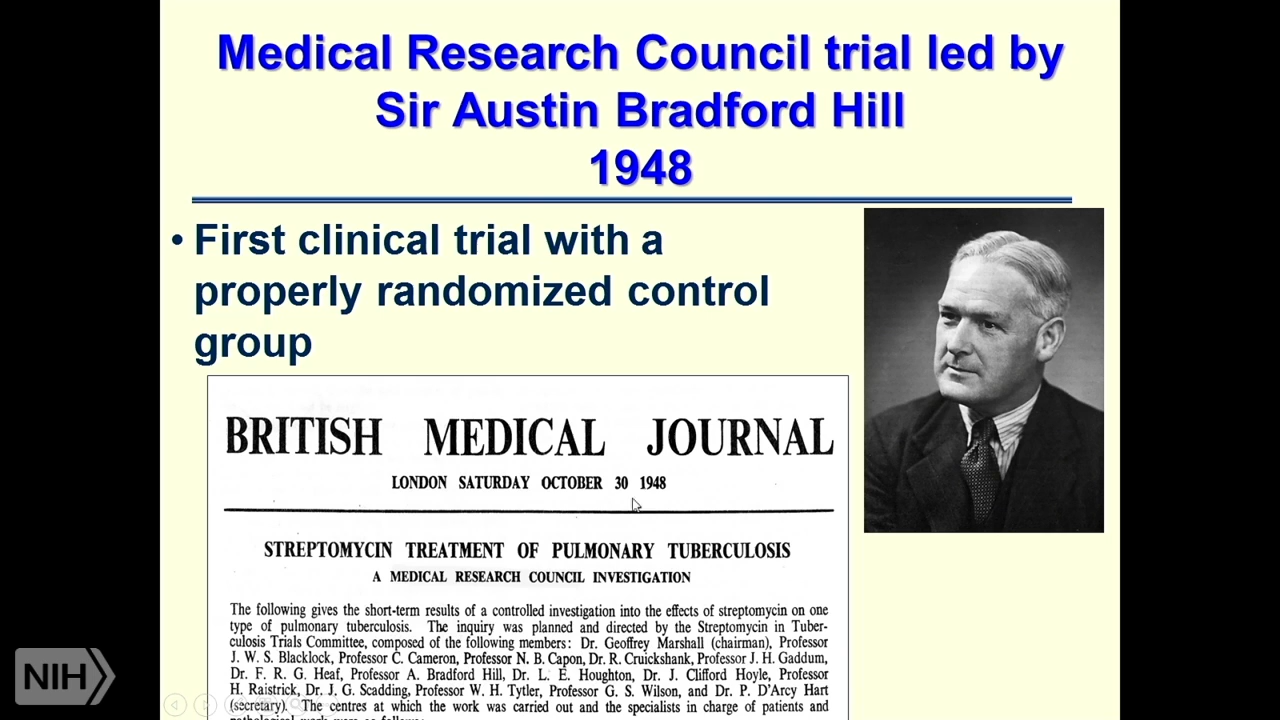 Medical Research Council trial led by
Sir Austin Bradford Hill
1948
• First clinical trial with a
properly randomized control
group
BRITISH MEDICAL JOURNAL
LONDON SATURDAY OCTOBER 30 1948
STREPTOMYCIN TREATMENT OF PULMONARY TUBERCULOSIS
A MEDICAL RESEARCH COUNCIL INVESTIGATION
The following gives the short-term results of a controlled investigation into the effects of streptomycin on one
type of pulmonary tuberculosis. The inquiry was planned and directed by the Streptomycin in Tuber-
culosis Trials Committee, composed of the following members: Dr. Geoffrey Marshall (chairman), Professor
J. W. S. Blacklock, Professor C. Cameron, Professor N. B. Capon, Dr. R. Cruickshank, Professor J. H. Gaddum,
Dr. F. R. G. Heaf, Professor A. Bradford Hill, Dr. L. E. Houghton, Dr. J. Clifford Hoyle, Professor
H. Raistrick, Dr. J. G. Scadding, Professor W. H. Tytler, Professor G. S. Wilson, and Dr. P. D'Arcy Hart
(secretary). The centres at which the work was carried out and the specialists in charge of patients and
NIH